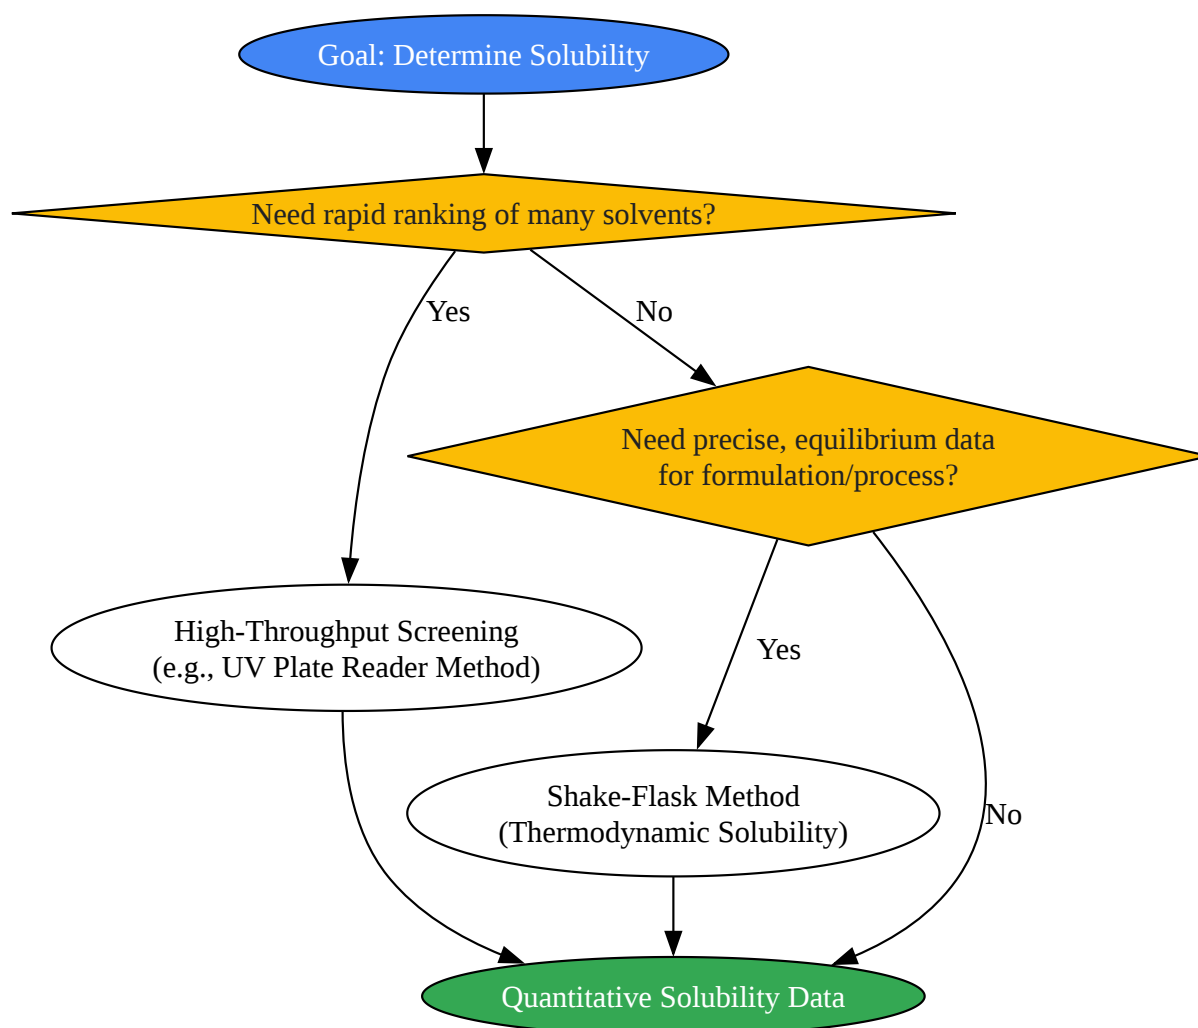 Goal: Determine Solubility
Need rapid ranking of many solvents?
Yes
No
Need precise, equilibrium data
for formulation/process?
High-Throughput Screening
(e.g., UV Plate Reader Method)
Yes
Shake-Flask Method
(Thermodynamic Solubility)
No
Quantitative Solubility Data